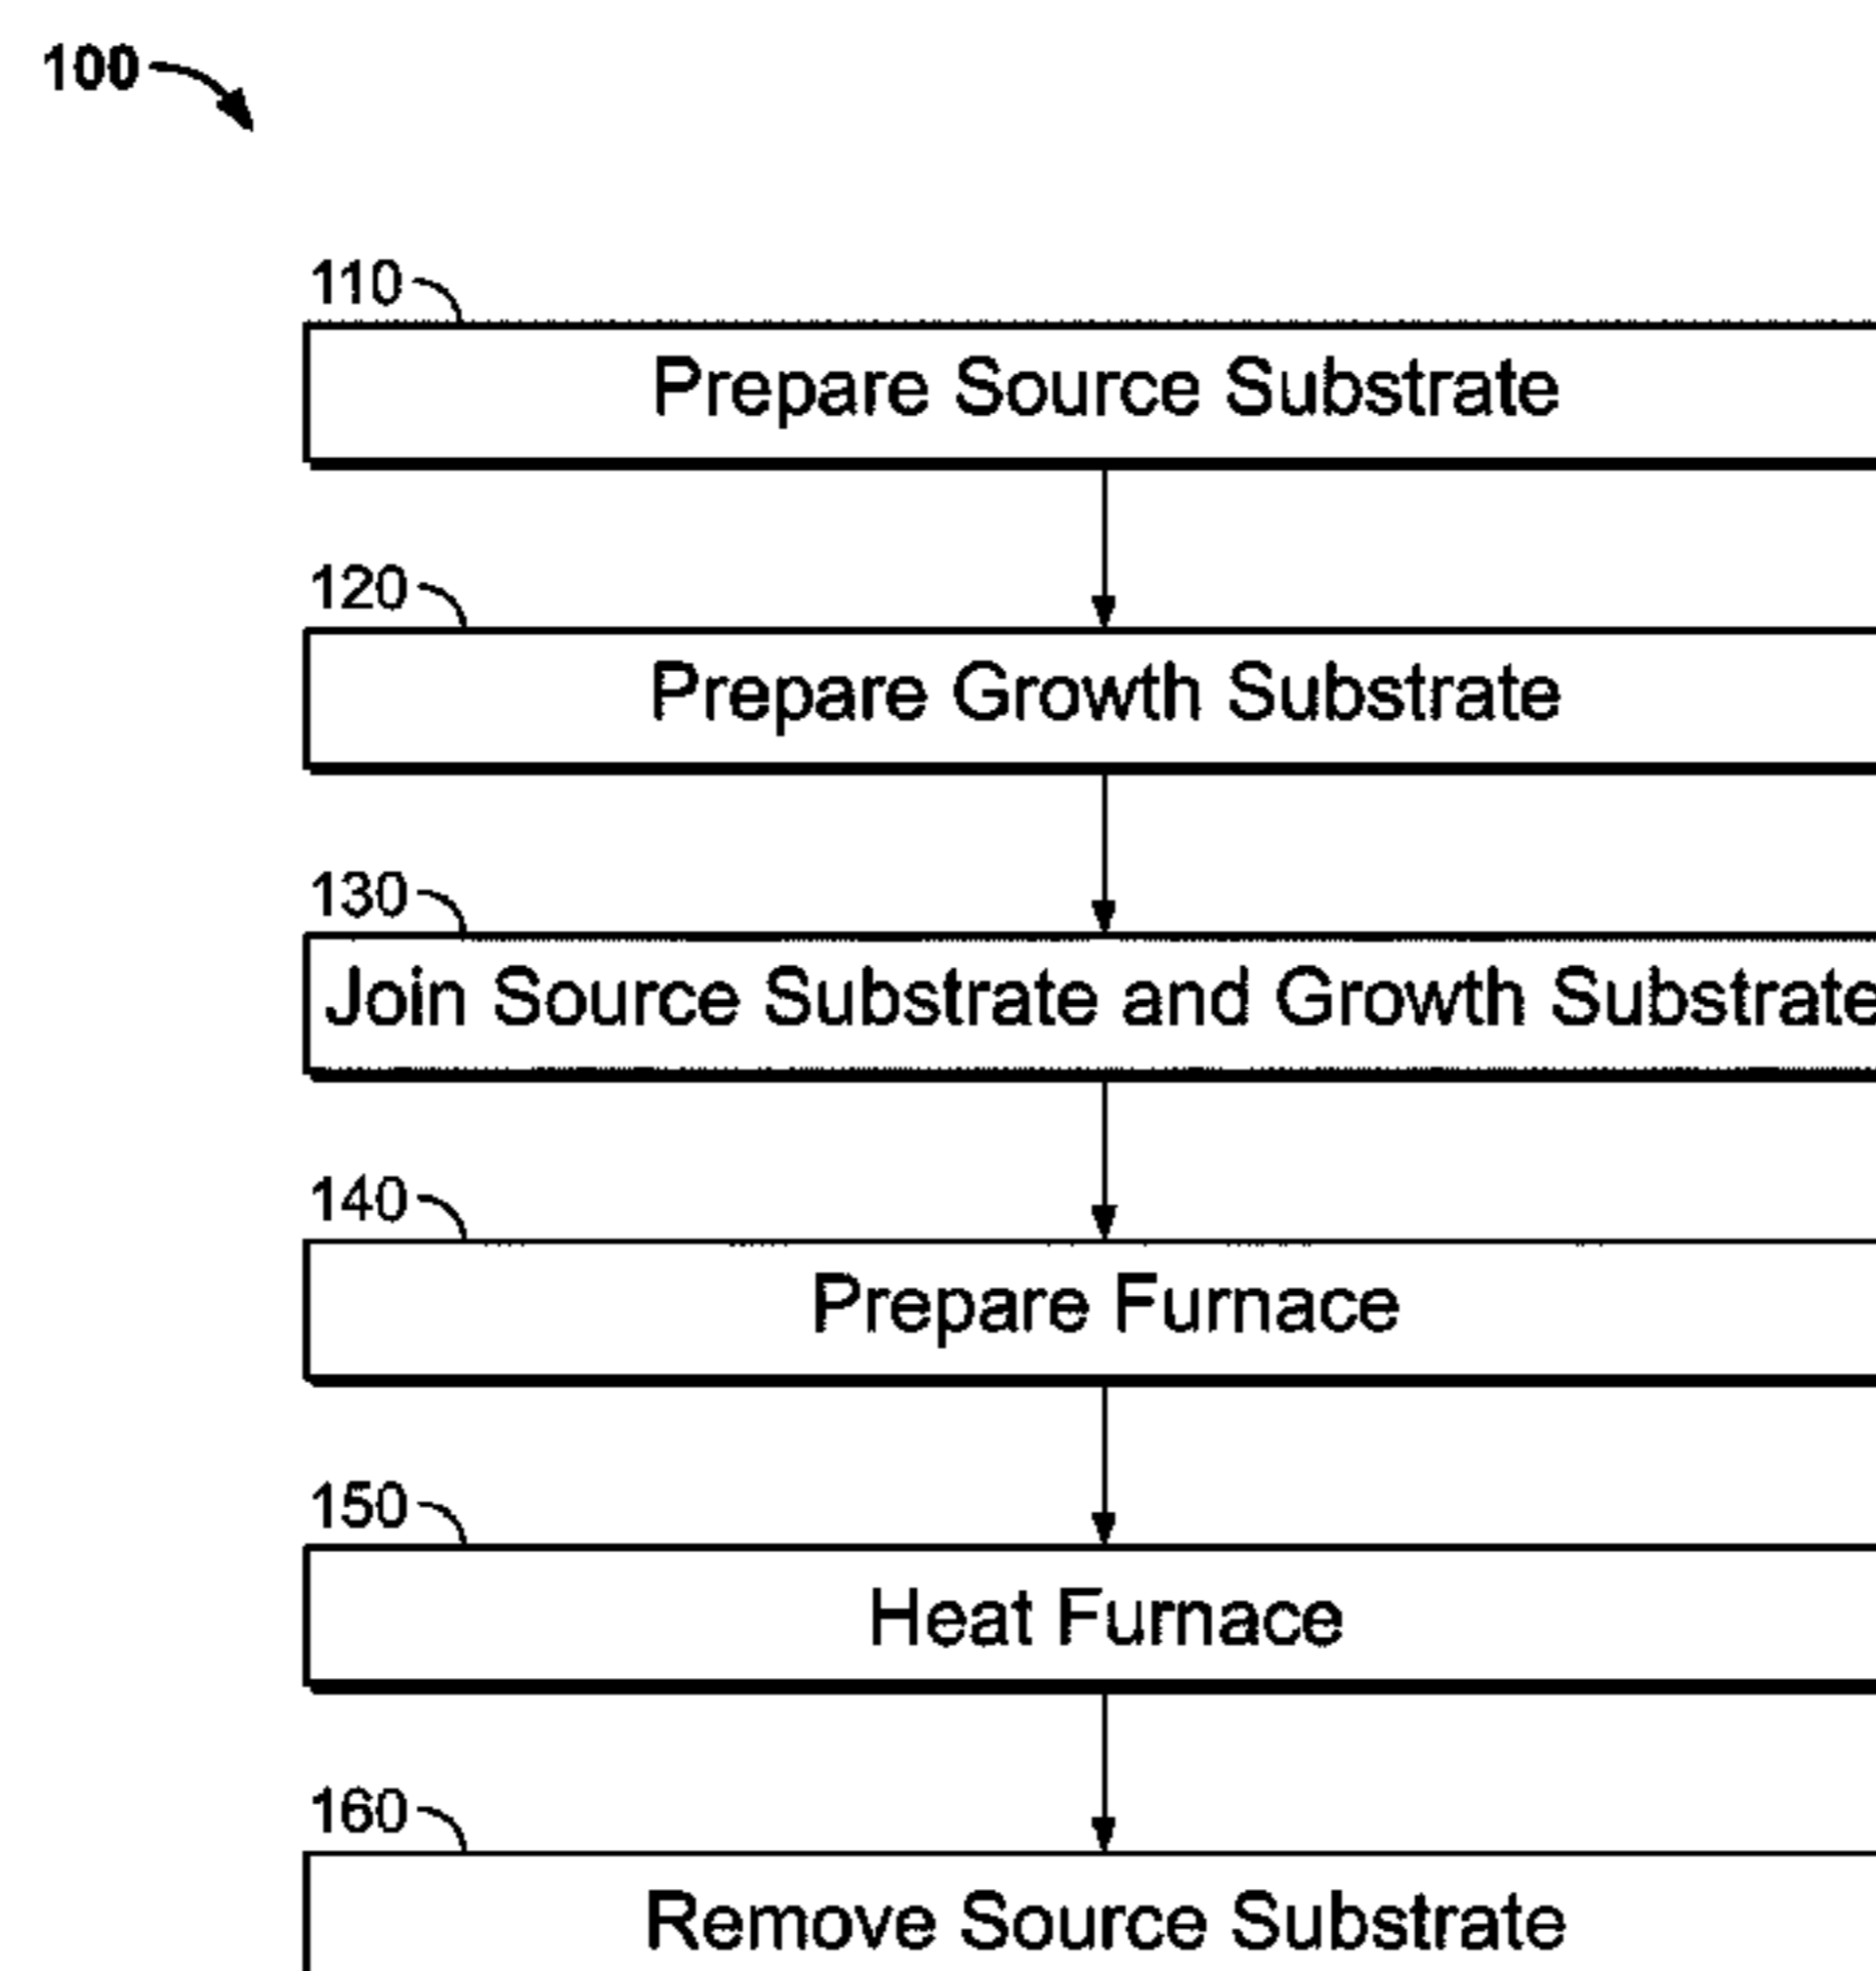 100
110
Prepare Source Substrate
120
Prepare Growth Substrate
130
Join Source Substrate and Growth Substrate
140
Prepare Furnace
150
Heat Furnace
160
Remove Source Substrate